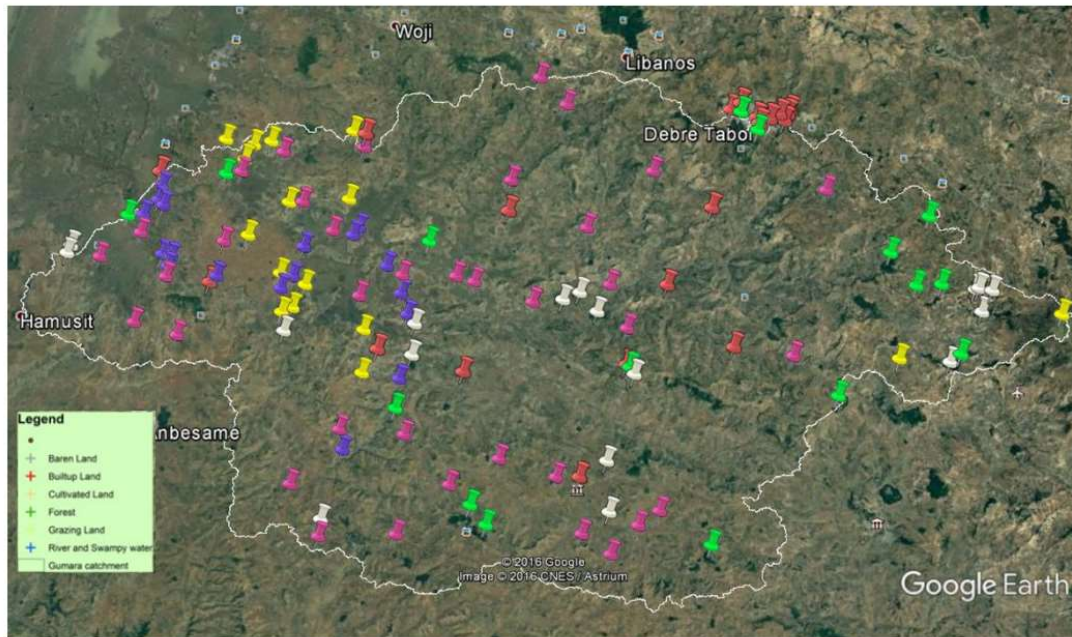 Woji
Libanos
Debre Tabor
Hamusit
Anbesame
Legend
Baren Land
Builtup Land
Cultivated Land
Forest
Grazing Land
River and Swampy water
Gumara catchment
© 2016 Google
Image © 2016 CNES / Astrium
Google Earth